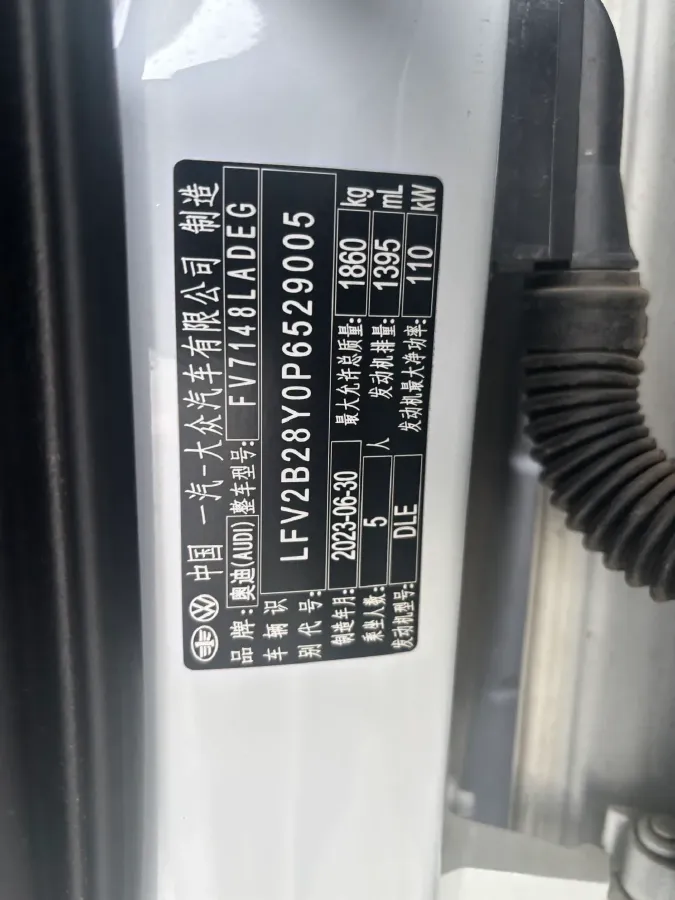 中国 一汽-大众汽车有限公司 制造
品牌: 奥迪(AUDI) 整车型号: FV7148LADEG
车辆识别代号: LFV2B28Y0P6529005
制造年月: 2023-06-30 最大允许总质量: 1860 kg
乘坐人数: 5 人 发动机排量: 1395 mL
发动机型号: DLE 发动机最大净功率: 110 kW